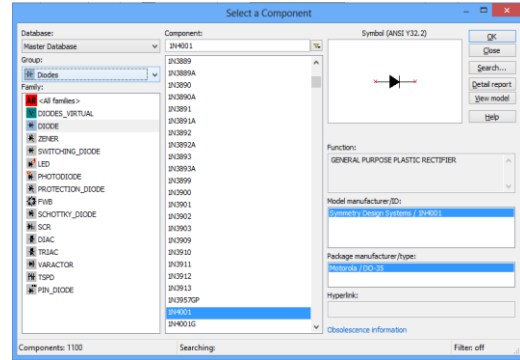 Select a Component
Database:
Master Database
Group:
Diodes
Family:
All <All families>
DIODES_VIRTUAL
DIODE
ZENER
SWITCHING_DIODE
LED
PHOTODIODE
PROTECTION_DIODE
FWB
SCHOTTKY_DIODE
SCR
DIAC
TRIAC
VARACTOR
TSPD
PIN_DIODE
Component:
1N4001
1N3889
1N3889A
1N3890
1N3890A
1N3891
1N3891A
1N3892
1N3892A
1N3893
1N3893A
1N3899
1N3900
1N3901
1N3902
1N3903
1N3909
1N3910
1N3911
1N3912
1N3913
1N3957GP
1N4001
1N4001G
Symbol (ANSI Y32.2)
Function:
GENERAL PURPOSE PLASTIC RECTIFIER
Model manufacturer/ID:
Symmetry Design Systems / 1N4001
Package manufacturer/type:
Motorola / DO-35
Hyperlink:
Obsolescence information
OK
Close
Search...
Detail report
View model
Help
Components: 1100
Searching:
Filter: off